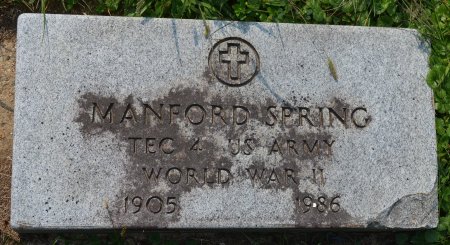 MANFORD SPRING
TEC 4 US ARMY
WORLD WAR II
1905 1986